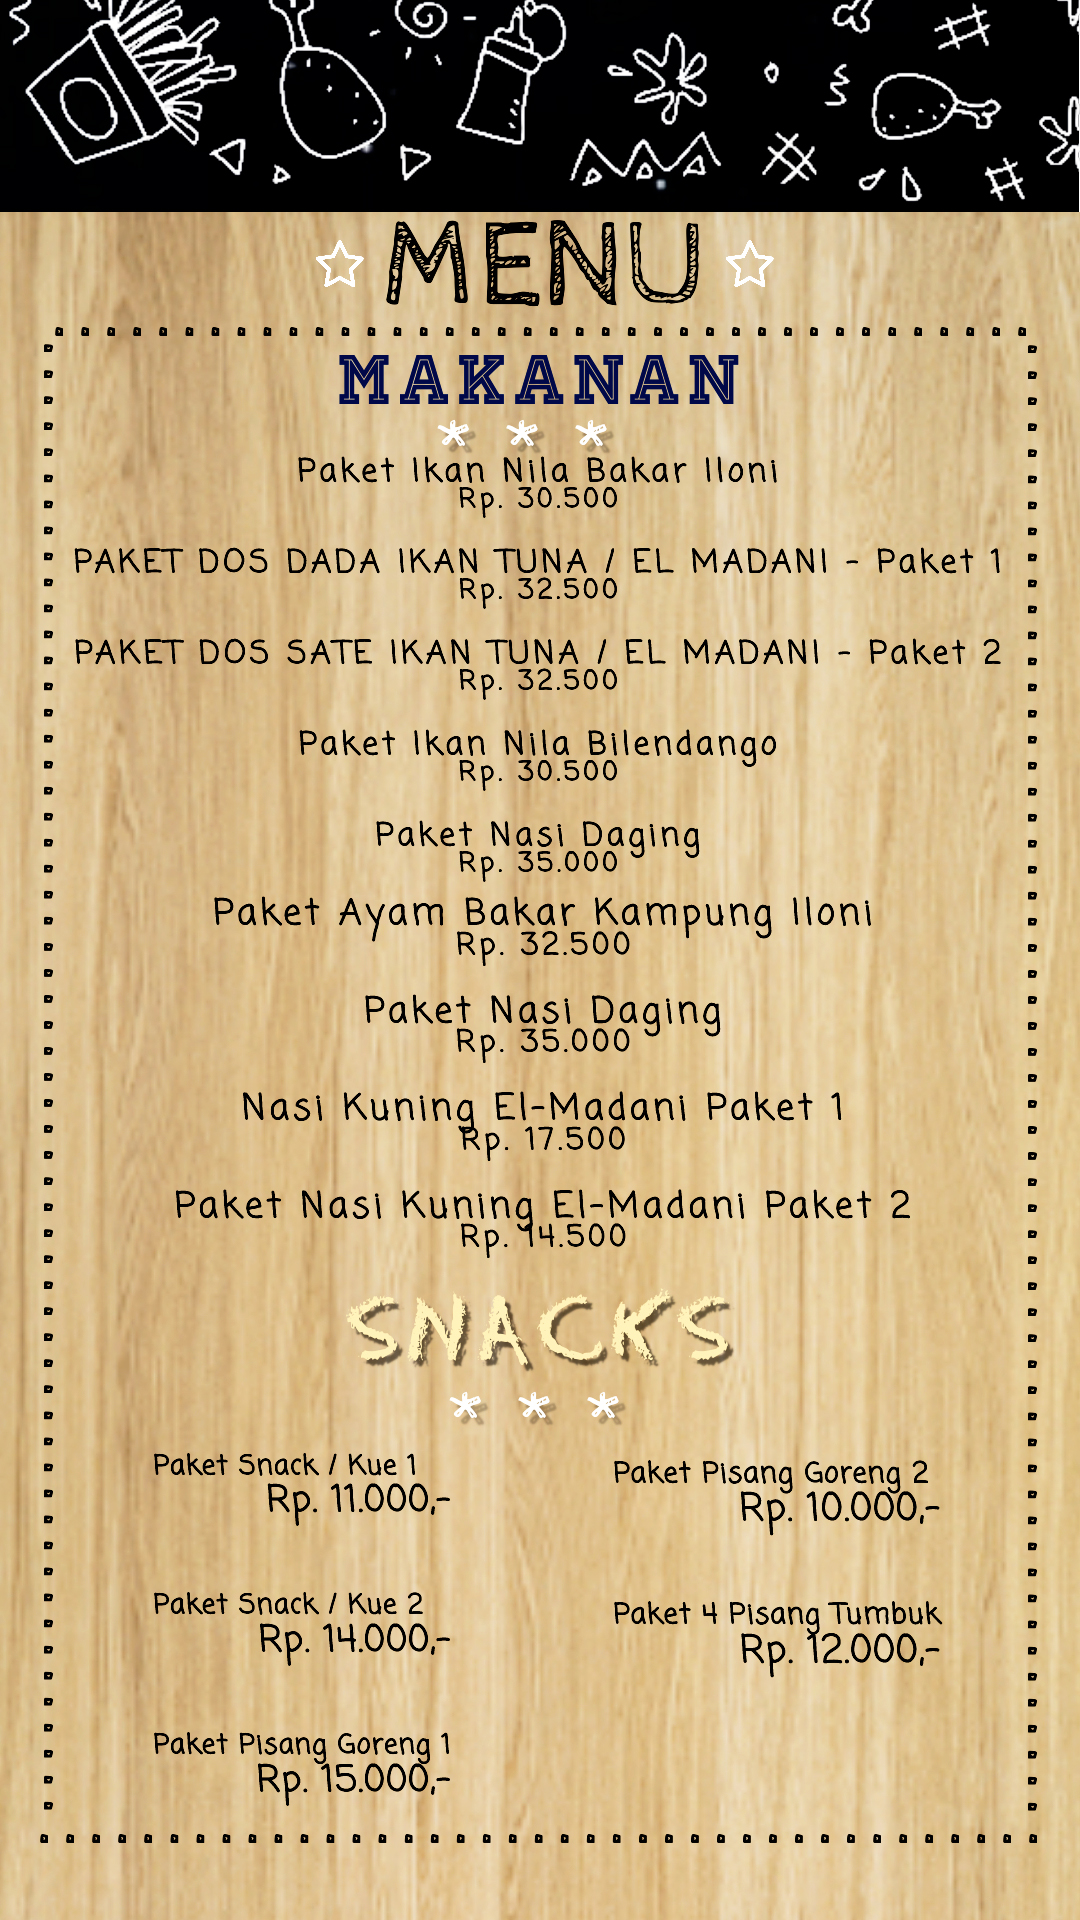 MENU
MAKANAN
Paket Ikan Nila Bakar Iloni
Rp. 30.500
PAKET DOS DADA IKAN TUNA / EL MADANI - Paket 1
Rp. 32.500
PAKET DOS SATE IKAN TUNA / EL MADANI - Paket 2
Rp. 32.500
Paket Ikan Nila Bilendango
Rp. 30.500
Paket Nasi Daging
Rp. 35.000
Paket Ayam Bakar Kampung Iloni
Rp. 32.500
Paket Nasi Daging
Rp. 35.000
Nasi Kuning El-Madani Paket 1
Rp. 17.500
Paket Nasi Kuning El-Madani Paket 2
Rp. 14.500
SNACKS
Paket Snack / Kue 1
Rp. 11.000,-
Paket Snack / Kue 2
Rp. 14.000,-
Paket Pisang Goreng 1
Rp. 15.000,-
Paket Pisang Goreng 2
Rp. 10.000,-
Paket 4 Pisang Tumbuk
Rp. 12.000,-